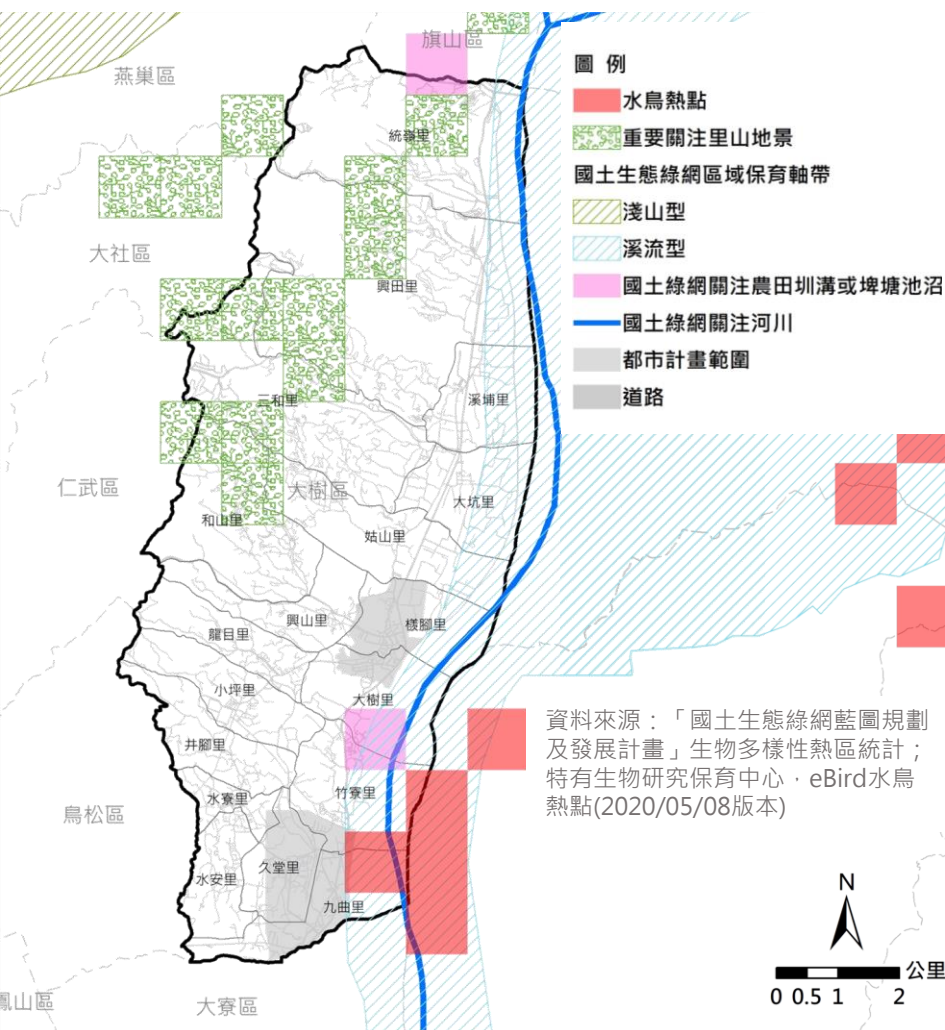 旗山區
燕巢區
圖 例
水鳥熱點
統嶺里
重要關注里山地景
國土生態綠網區域保育軸帶
淺山型
大社區
溪流型
興田里
國土綠網關注農田圳溝或埤塘池沼
國土綠網關注河川
都市計畫範圍
道路
三和里
溪埔里
仁武區
大樹區
大坑里
和山里
姑山里
興山里
檨腳里
龍目里
小坪里
大樹里
資料來源：「國土生態綠網藍圖規劃
及發展計畫」生物多樣性熱區統計；
特有生物研究保育中心，eBird水鳥
熱點(2020/05/08版本)
井腳里
竹寮里
水寮里
鳥松區
久堂里
水安里
九曲里
N
公里
0 0.5 1 2
鳳山區
大寮區